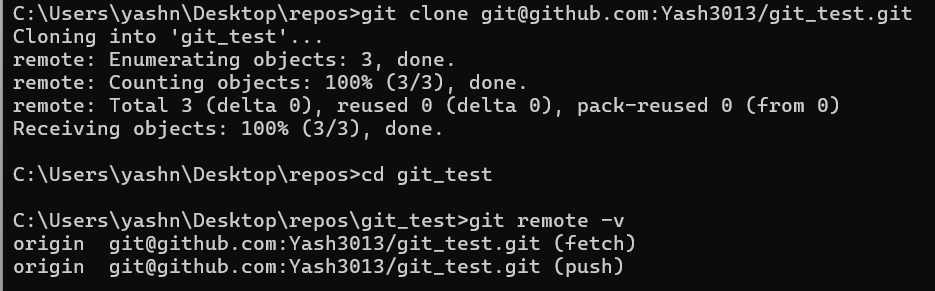 C:\Users\yashn\Desktop\repos>git clone git@github.com:Yash3013/git_test.git
Cloning into 'git_test'...
remote: Enumerating objects: 3, done.
remote: Counting objects: 100% (3/3), done.
remote: Total 3 (delta 0), reused 0 (delta 0), pack-reused 0 (from 0)
Receiving objects: 100% (3/3), done.
C:\Users\yashn\Desktop\repos>cd git_test
C:\Users\yashn\Desktop\repos\git_test>git remote -v
origin  git@github.com:Yash3013/git_test.git (fetch)
origin  git@github.com:Yash3013/git_test.git (push)